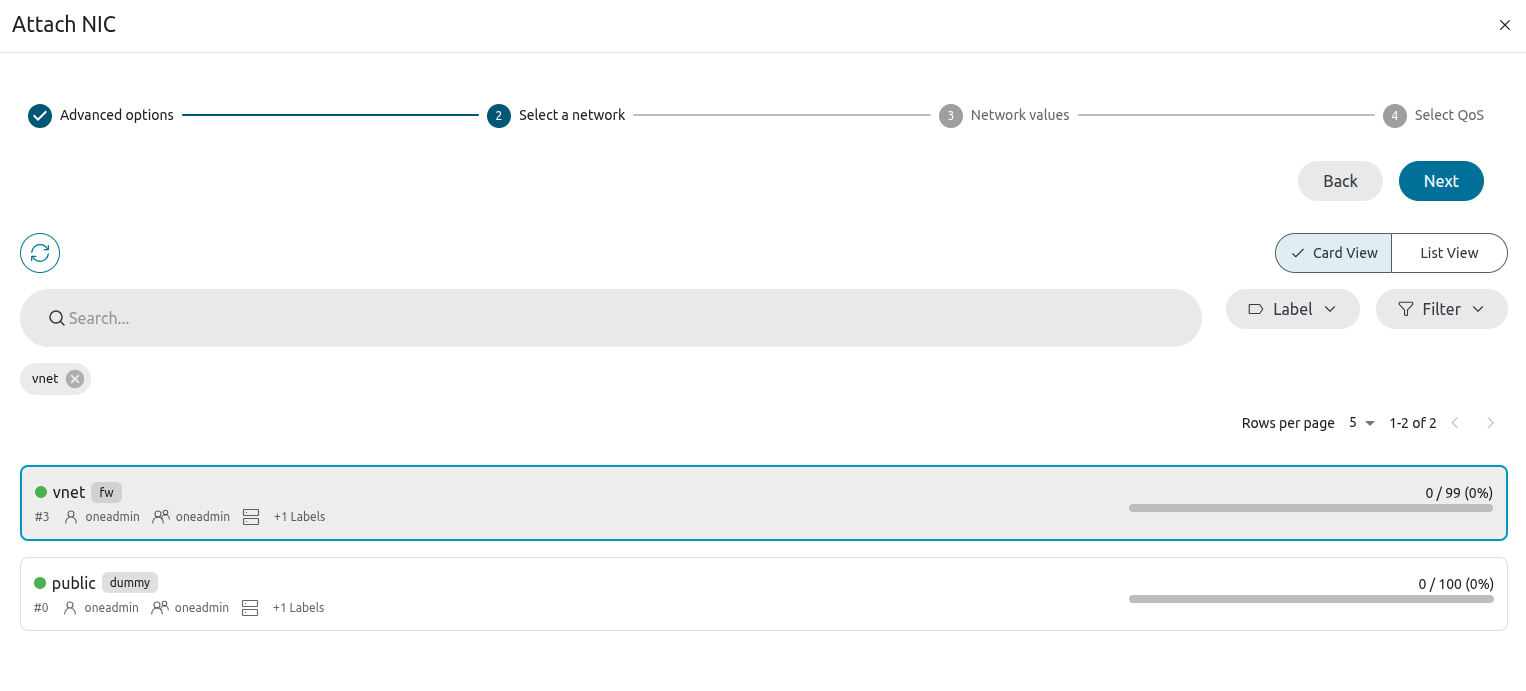 Attach NIC
Advanced options
2 Select a network
3 Network values
4 Select QoS
Back Next
Card View List View
Search...
Label Filter
vnet
Rows per page 5 1-2 of 2
vnet fw
0 / 99 (0%)
#3 oneadmin oneadmin +1 Labels
public dummy
0 / 100 (0%)
#0 oneadmin oneadmin +1 Labels